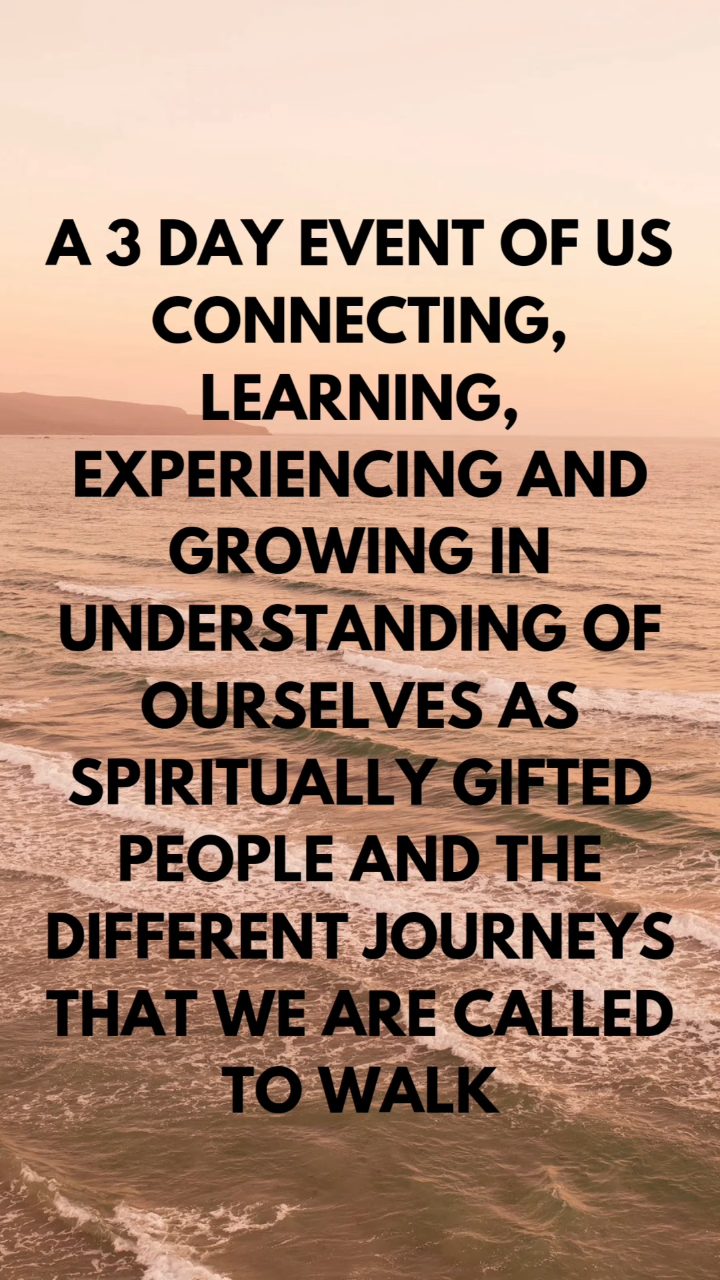 A 3 DAY EVENT OF US
CONNECTING,
LEARNING,
EXPERIENCING AND
GROWING IN
UNDERSTANDING OF
OURSELVES AS
SPIRITUALLY GIFTED
PEOPLE AND THE
DIFFERENT JOURNEYS
THAT WE ARE CALLED
TO WALK